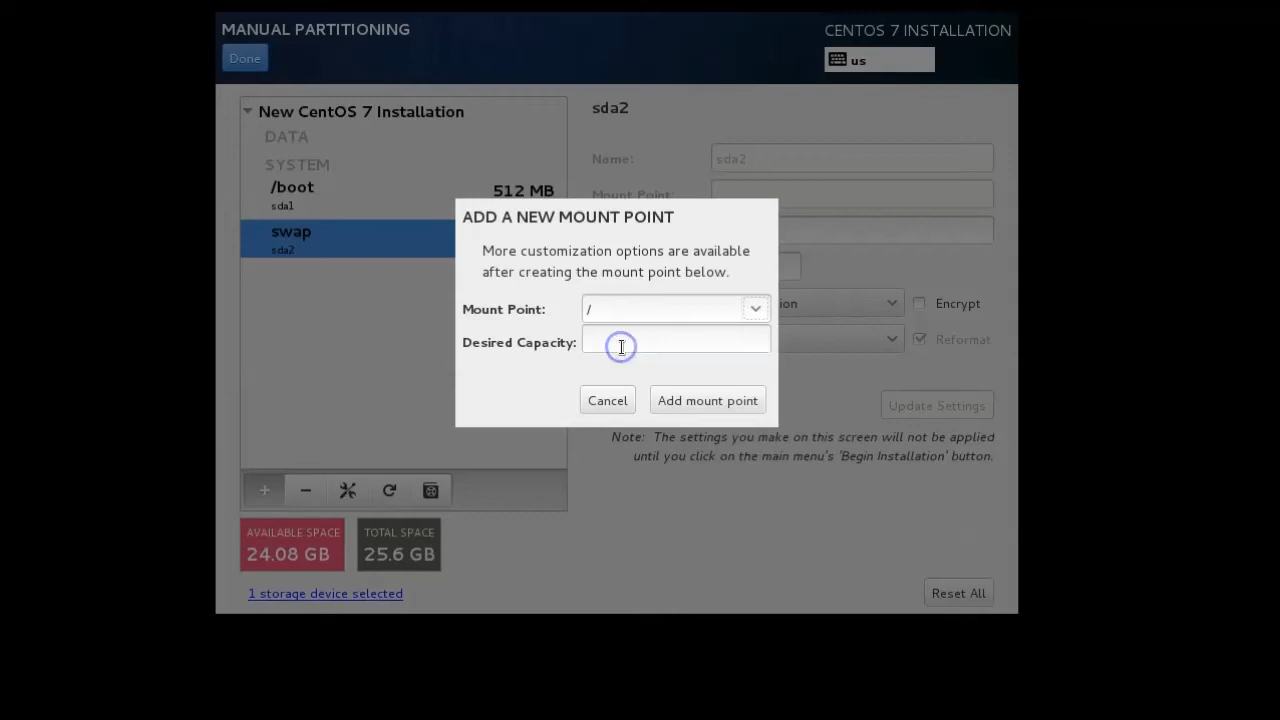 MANUAL PARTITIONING
CENTOS 7 INSTALLATION
Done
us
New CentOS 7 Installation
DATA
SYSTEM
/boot
512 MB
sda1
swap
sda2
sda2
Name:
sda2
Mount Point:
ADD A NEW MOUNT POINT
More customization options are available
after creating the mount point below.
Mount Point:
/
Desired Capacity:
Cancel
Add mount point
Encrypt
Reformat
Update Settings
Note: The settings you make on this screen will not be applied
until you click on the main menu's 'Begin Installation' button.
AVAILABLE SPACE
24.08 GB
TOTAL SPACE
25.6 GB
1 storage device selected
Reset All